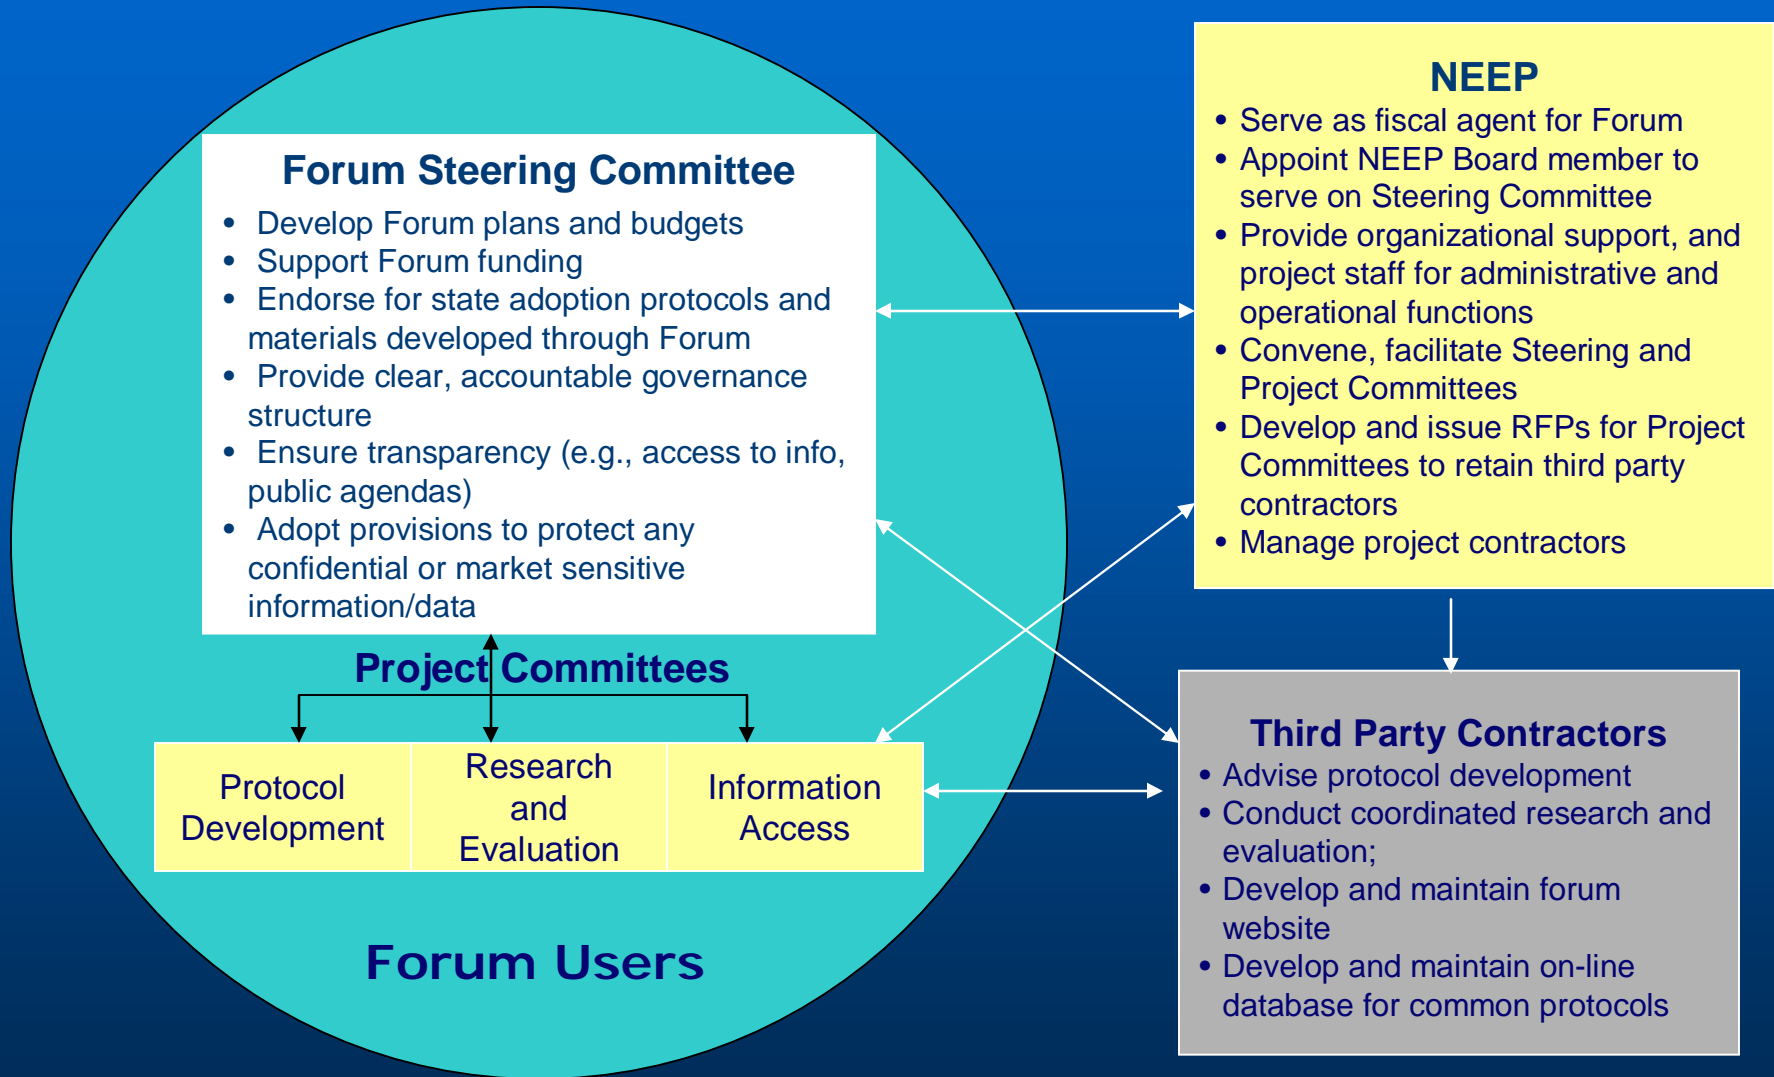 Forum Steering Committee
• Develop Forum plans and budgets
• Support Forum funding
• Endorse for state adoption protocols and
materials developed through Forum
• Provide clear, accountable governance
structure
• Ensure transparency (e.g., access to info,
public agendas)
• Adopt provisions to protect any
confidential or market sensitive
information/data
Project Committees
Protocol
Development
Research
and
Evaluation
Information
Access
Forum Users
NEEP
• Serve as fiscal agent for Forum
• Appoint NEEP Board member to
serve on Steering Committee
• Provide organizational support, and
project staff for administrative and
operational functions
• Convene, facilitate Steering and
Project Committees
• Develop and issue RFPs for Project
Committees to retain third party
contractors
• Manage project contractors
Third Party Contractors
• Advise protocol development
• Conduct coordinated research and
evaluation;
• Develop and maintain forum
website
• Develop and maintain on-line
database for common protocols